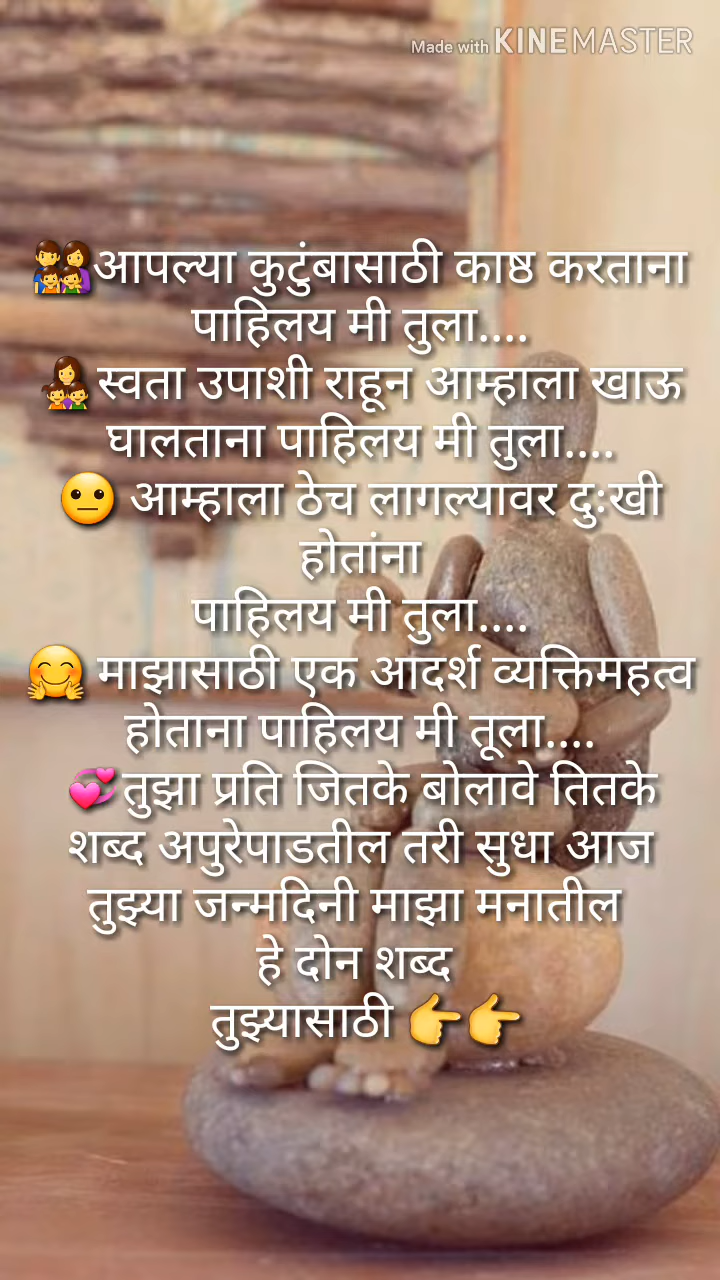 Made with KINEMASTER
👨‍👩‍👧‍👦आपल्या कुटुंबासाठी काष्ठ करताना
पाहिलय मी तुला....
👩‍👧‍👦 स्वता उपाशी राहून आम्हाला खाऊ
घालताना पाहिलय मी तुला....
😐 आम्हाला ठेच लागल्यावर दुःखी
होतांना
पाहिलय मी तुला....
🤗 माझासाठी एक आदर्श व्यक्तिमहत्व
होताना पाहिलय मी तूला....
💞तुझा प्रति जितके बोलावे तितके
शब्द अपुरेपाडतील तरी सुधा आज
तुझ्या जन्मदिनी माझा मनातील
हे दोन शब्द
तुझ्यासाठी 👉👉